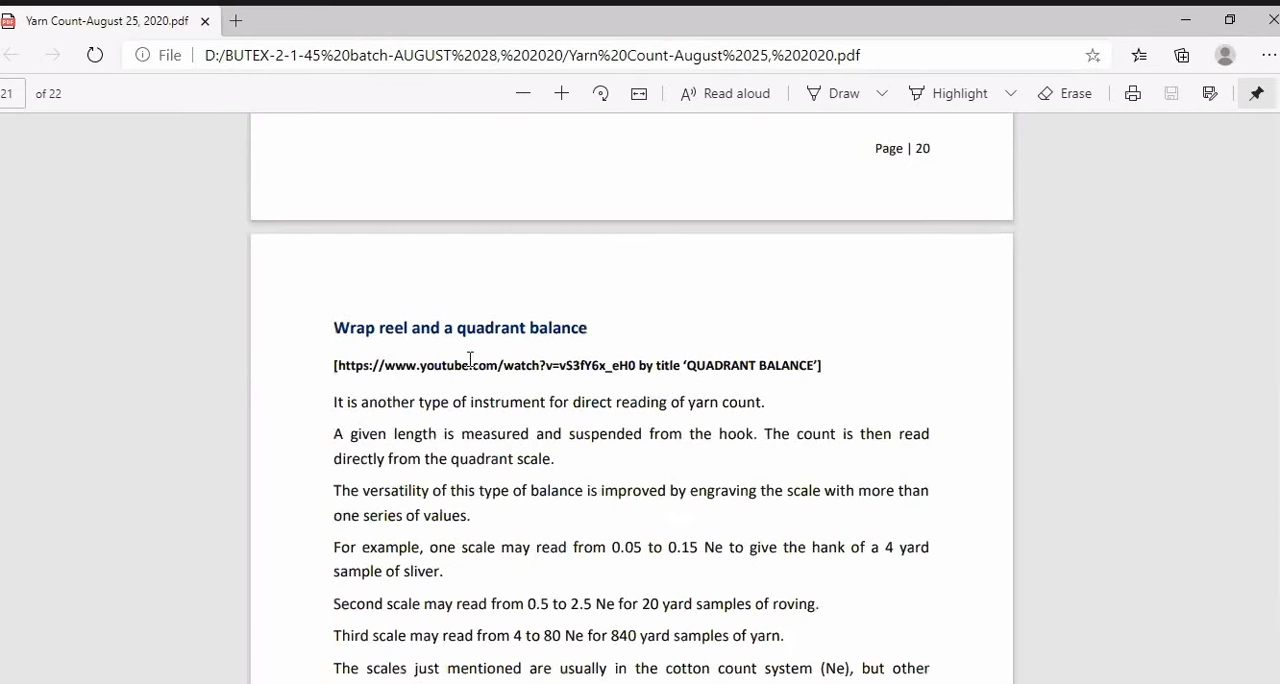 Yarn Count-August 25, 2020.pdf
File D:/BUTEX-2-1-45%20batch-AUGUST%2028,%202020/Yarn%20Count-August%2025,%202020.pdf
21 of 22 Read aloud Draw Highlight Erase
Page | 20
Wrap reel and a quadrant balance
[https://www.youtube.com/watch?v=vS3fY6x_eH0 by title ‘QUADRANT BALANCE’]
It is another type of instrument for direct reading of yarn count.
A given length is measured and suspended from the hook. The count is then read
directly from the quadrant scale.
The versatility of this type of balance is improved by engraving the scale with more than
one series of values.
For example, one scale may read from 0.05 to 0.15 Ne to give the hank of a 4 yard
sample of sliver.
Second scale may read from 0.5 to 2.5 Ne for 20 yard samples of roving.
Third scale may read from 4 to 80 Ne for 840 yard samples of yarn.
The scales just mentioned are usually in the cotton count system (Ne), but other